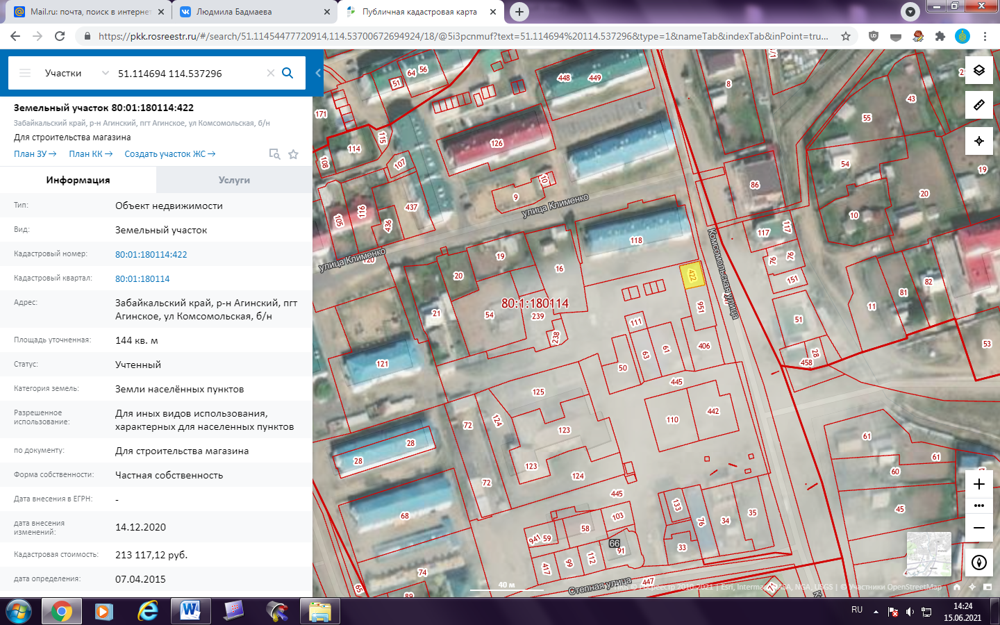 Mail.ru: почта, поиск в интернет
Людмила Бадмаева
Публичная кадастровая карта
https://pkk.rosreestr.ru/#/search/51.11454477720914,114.53700672694924/18/@5i3pcnmuf?text=51.114694%20114.537296&type=1&nameTab&indexTab&inPoint=tru...
Участки
51.114694 114.537296
Земельный участок 80:01:180114:422
Забайкальский край, р-н Агинский, пгт Агинское, ул Комсомольская, б/н
Для строительства магазина
План ЗУ →
План КК →
Создать участок ЖС →
Информация
Услуги
Тип:
Объект недвижимости
Вид:
Земельный участок
Кадастровый номер:
80:01:180114:422
Кадастровый квартал:
80:01:180114
Адрес:
Забайкальский край, р-н Агинский, пгт
Агинское, ул Комсомольская, б/н
Площадь уточненная:
144 кв. м
Статус:
Учтенный
Категория земель:
Земли населённых пунктов
Разрешенное
использование:
Для иных видов использования,
характерных для населенных пунктов
по документу:
Для строительства магазина
Форма собственности:
Частная собственность
Дата внесения в ЕГРН:
-
дата внесения
изменений:
14.12.2020
Кадастровая стоимость:
213 117,12 руб.
дата определения:
07.04.2015
64
56
51
448
449
8
43
55
171
114
115
108
107
126
54
19
86
20
10
10
9
437
436
116
105
улица Клименко
улица Клименко
120
118
117
117
76
76
151
Комсомольская улица
422
19
16
20
21
54
239
238
80:1:180114
951
111
63
61
406
50
445
51
28
458
11
81
82
53
121
125
72
124
123
123
124
110
442
28
28
72
445
68
61
61
60
45
133
76
34
35
33
103
58
59
941
66
91
112
99
417
74
65
89
447
Степная улица
71
40 м
RU
14:24
15.06.2021